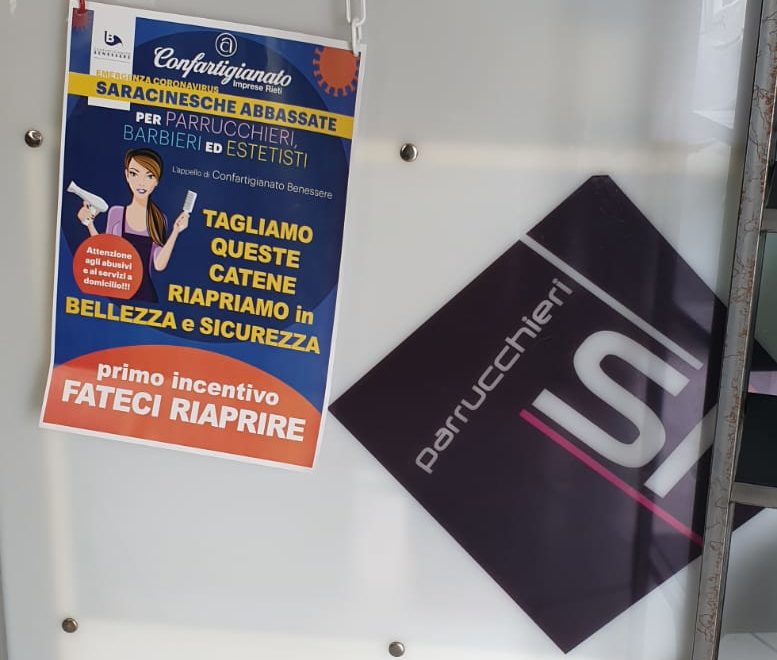 BENESSERE
Confartigianato
Imprese Rieti
EMERGENZA CORONAVIRUS
SARACINESCHE ABBASSATE
PER PARRUCCHIERI,
BARBIERI ED ESTETISTI
L'appello di Confartigianato Benessere
TAGLIAMO
QUESTE
CATENE
RIAPRIAMO in
BELLEZZA e SICUREZZA
Attenzione
agli abusivi
e ai servizi a
domicilio!!!
primo incentivo
FATECI RIAPRIRE
parrucchieri
S